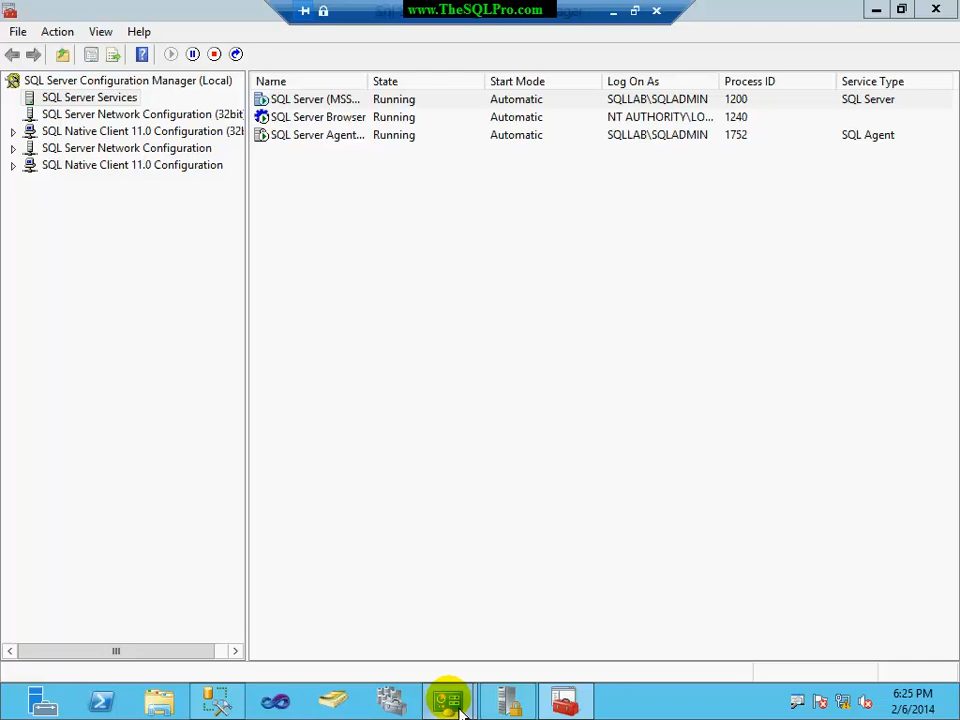 www.TheSQLPro.com
File Action View Help
SQL Server Configuration Manager (Local)
SQL Server Services
SQL Server Network Configuration (32bit
SQL Native Client 11.0 Configuration (32b
SQL Server Network Configuration
SQL Native Client 11.0 Configuration
Name State Start Mode Log On As Process ID Service Type
SQL Server (MSS... Running Automatic SQLLAB\SQLADMIN 1200 SQL Server
SQL Server Browser Running Automatic NT AUTHORITY\LO... 1240
SQL Server Agent... Running Automatic SQLLAB\SQLADMIN 1752 SQL Agent
6:25 PM
2/6/2014